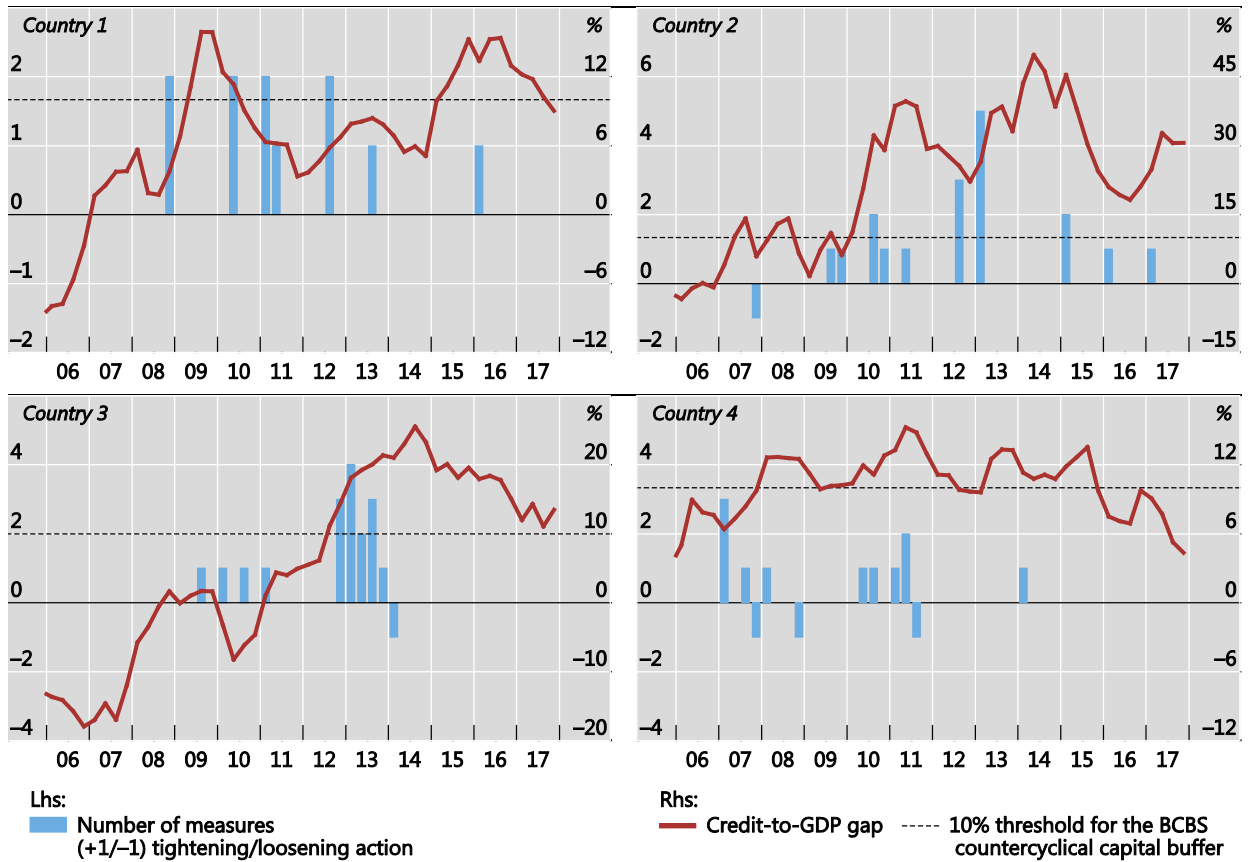 Country 1
%
2
12
1
6
0
0
–1
–6
–2
–12
06 07 08 09 10 11 12 13 14 15 16 17
Country 2
%
6
45
4
30
2
15
0
0
–2
–15
06 07 08 09 10 11 12 13 14 15 16 17
Country 3
%
4
20
2
10
0
0
–2
–10
–4
–20
06 07 08 09 10 11 12 13 14 15 16 17
Country 4
%
4
12
2
6
0
0
–2
–6
–4
–12
06 07 08 09 10 11 12 13 14 15 16 17
Lhs:
Number of measures
(+1/–1) tightening/loosening action
Rhs:
Credit-to-GDP gap
10% threshold for the BCBS
countercyclical capital buffer